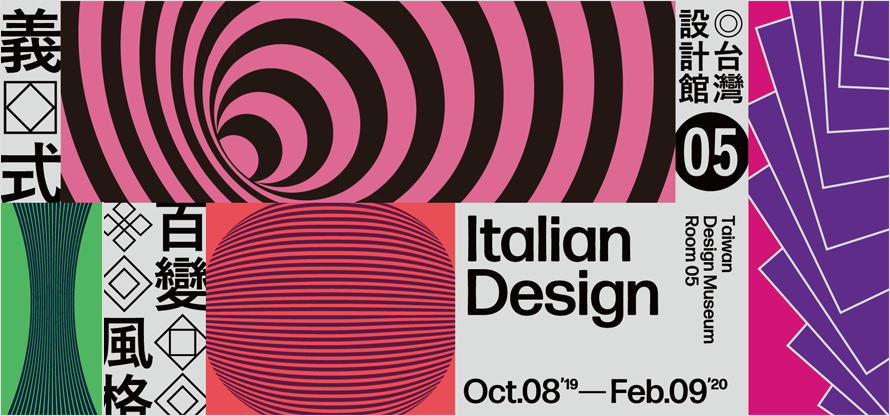 義式
百變
風格
◎台灣
設計館
05
Italian
Design
Taiwan
Design Museum
Room 05
Oct.08'19—Feb.09'20